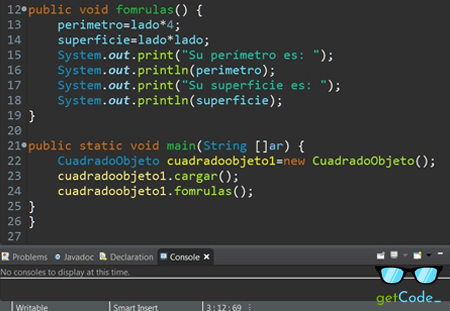 12 public void fomrulas() {
13 perimetro=lado*4;
14 superficie=lado*lado;
15 System.out.print("Su perímetro es: ");
16 System.out.println(perimetro);
17 System.out.print("Su superficie es: ");
18 System.out.println(superficie);
19 }
20
21 public static void main(String []ar) {
22 CuadradoObjeto cuadradoobjeto1=new CuadradoObjeto();
23 cuadradoobjeto1.cargar();
24 cuadradoobjeto1.fomrulas();
25 }
26 }
27
Problems @ Javadoc Declaration Console
No consoles to display at this time.
getCode_
Writable Smart Insert 3 : 12 : 69